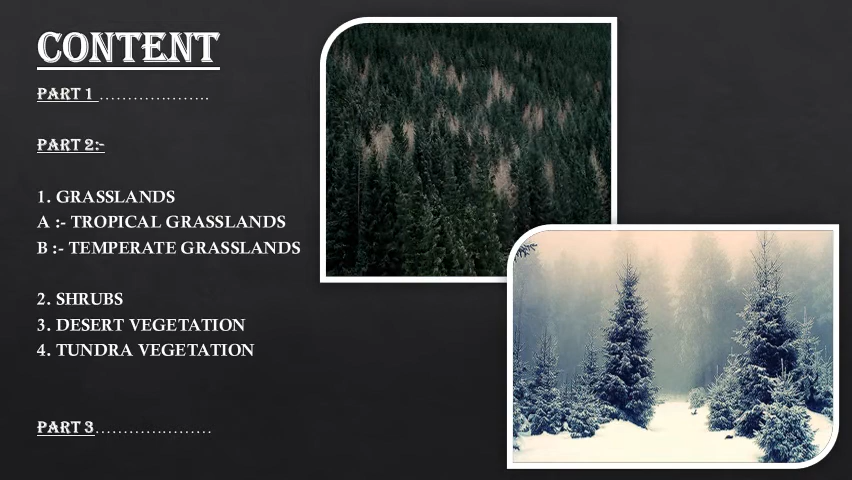 CONTENT
PART 1 ....................
PART 2:-
1. GRASSLANDS
A :- TROPICAL GRASSLANDS
B :- TEMPERATE GRASSLANDS
2. SHRUBS
3. DESERT VEGETATION
4. TUNDRA VEGETATION
PART 3.....................